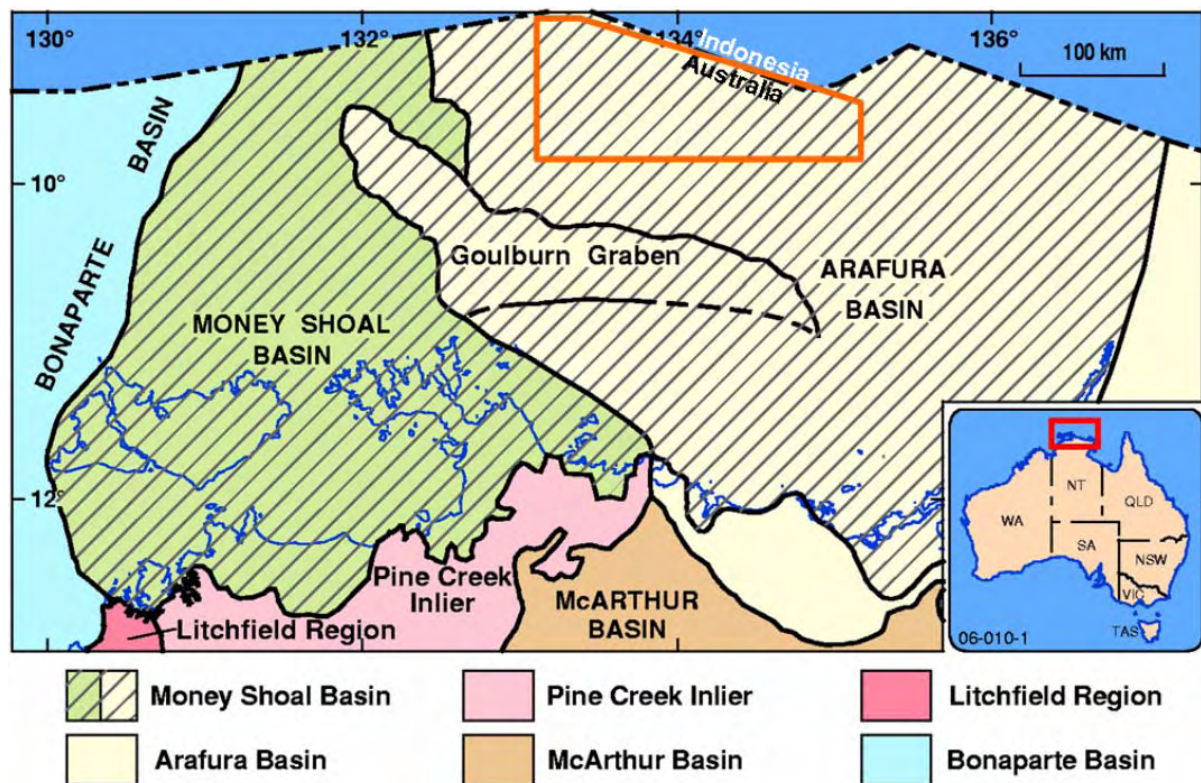 130°
132°
134°
136°
Indonesia
Australia
100 km
BASIN
BONAPARTE
10°
Goulburn Graben
ARAFURA
BASIN
MONEY SHOAL
BASIN
12°
Pine Creek
Inlier
McARTHUR
BASIN
Litchfield Region
NT
QLD
WA
SA
NSW
VIC
TAS
06-010-1
Money Shoal Basin
Pine Creek Inlier
Litchfield Region
Arafura Basin
McArthur Basin
Bonaparte Basin